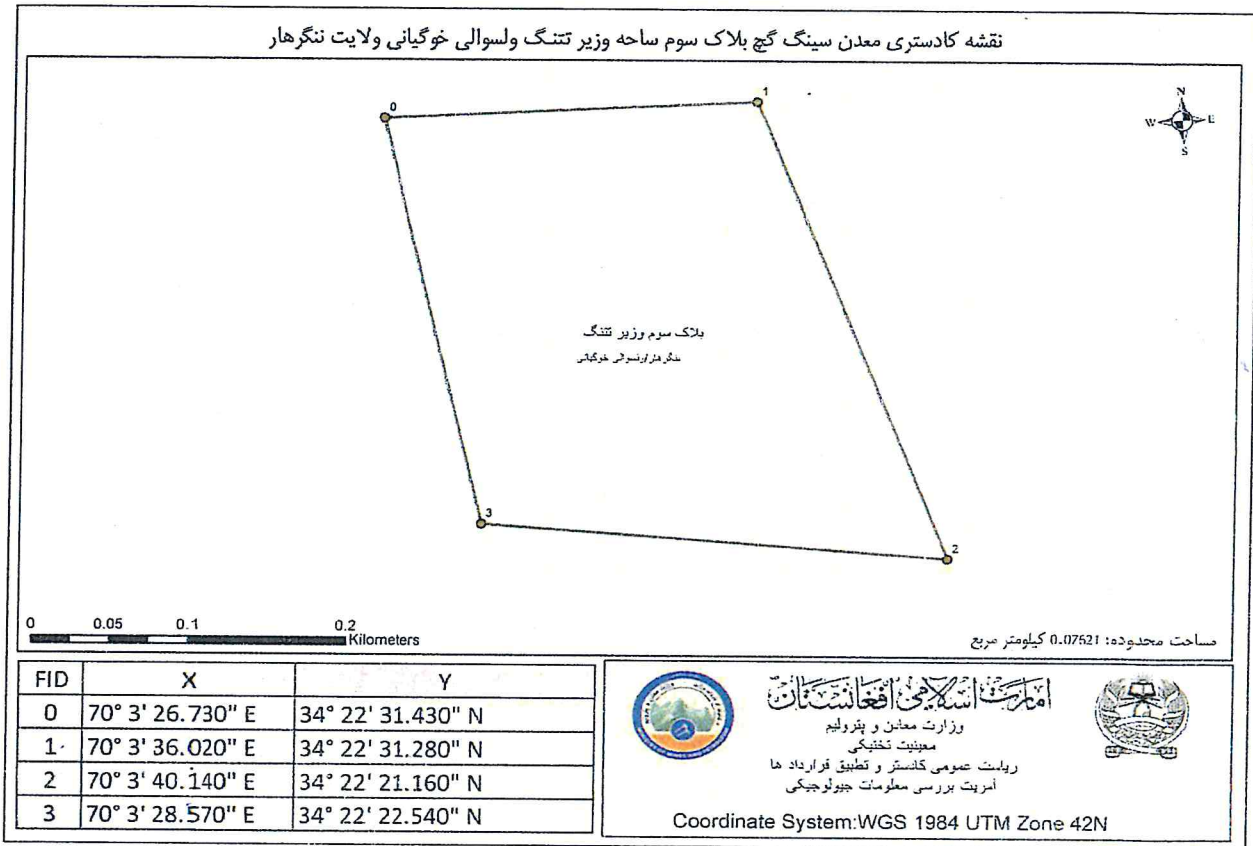 نقشه کادستری معدن سینگ گچ بلاک سوم ساحه وزیر تتنگ ولسوالی خوگیانی ولایت ننگرهار
0
1
N
W
E
S
بلاک سوم وزیر تتنگ
3
2
0 0.05 0.1 0.2
Kilometers
مساحت محدوده: 0.07521 کیلومتر مربع
FID X Y
0 70° 3' 26.730" E 34° 22' 31.430" N
1 70° 3' 36.020" E 34° 22' 31.280" N
2 70° 3' 40.140" E 34° 22' 21.160" N
3 70° 3' 28.570" E 34° 22' 22.540" N
امارت اسلامی افغانستان
وزارت معادن و پترولیم
معینیت تخنیکی
ریاست عمومی کادستر و تطبیق قرارداد ها
آمریت بررسی معلومات جیولوجیکی
Coordinate System:WGS 1984 UTM Zone 42N